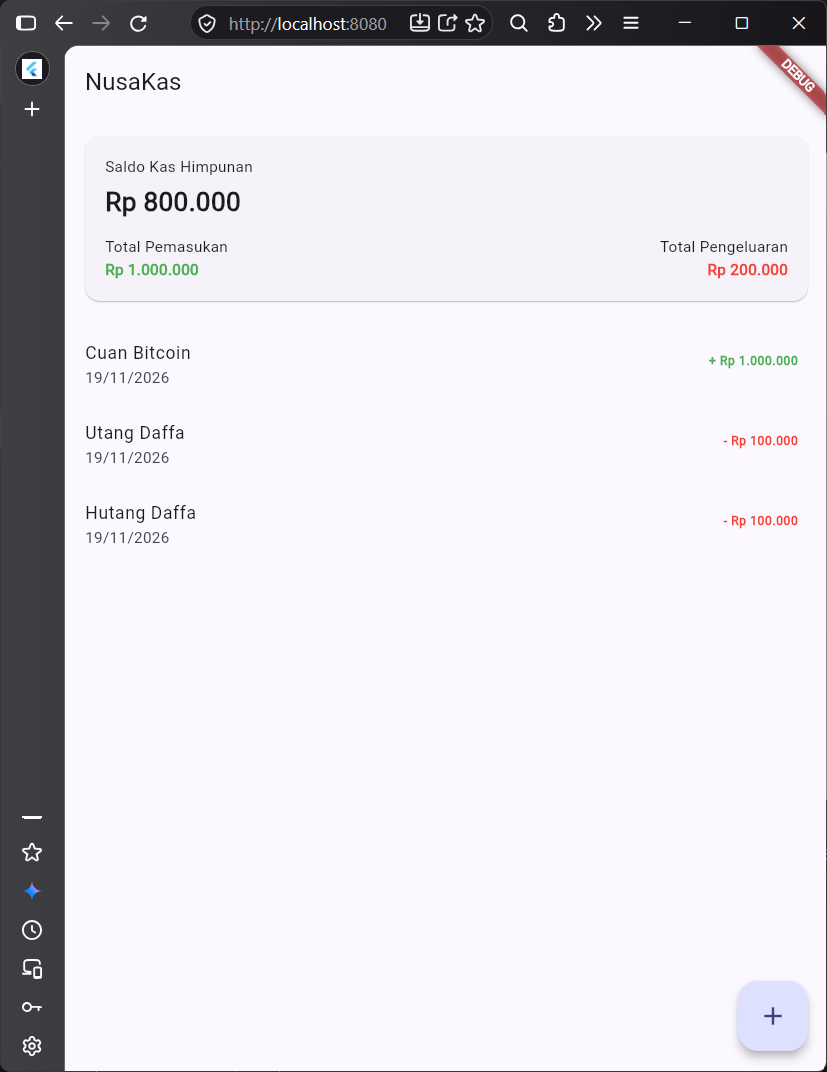 http://localhost:8080
NusaKas
DEBUG
Saldo Kas Himpunan
Rp 800.000
Total Pemasukan
Total Pengeluaran
Rp 1.000.000
Rp 200.000
Cuan Bitcoin
+ Rp 1.000.000
19/11/2026
Utang Daffa
- Rp 100.000
19/11/2026
Hutang Daffa
- Rp 100.000
19/11/2026